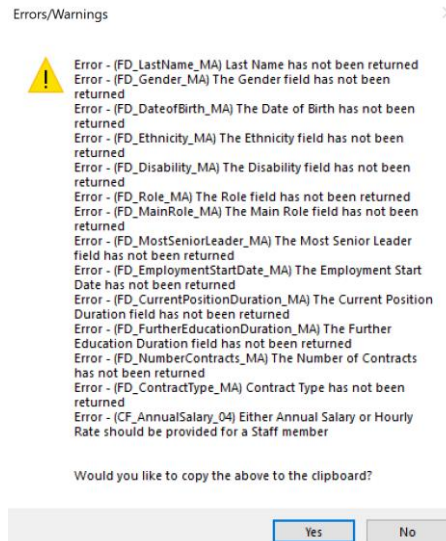 Errors/Warnings
Error - (FD_LastName_MA) Last Name has not been returned
Error - (FD_Gender_MA) The Gender field has not been
returned
Error - (FD_DateofBirth_MA) The Date of Birth has not been
returned
Error - (FD_Ethnicity_MA) The Ethnicity field has not been
returned
Error - (FD_Disability_MA) The Disability field has not been
returned
Error - (FD_Role_MA) The Role field has not been returned
Error - (FD_MainRole_MA) The Main Role field has not been
returned
Error - (FD_MostSeniorLeader_MA) The Most Senior Leader
field has not been returned
Error - (FD_EmploymentStartDate_MA) The Employment Start
Date has not been returned
Error - (FD_CurrentPositionDuration_MA) The Current Position
Duration field has not been returned
Error - (FD_FurtherEducationDuration_MA) The Further
Education Duration field has not been returned
Error - (FD_NumberContracts_MA) The Number of Contracts
has not been returned
Error - (FD_ContractType_MA) Contract Type has not been
returned
Error - (CF_AnnualSalary_04) Either Annual Salary or Hourly
Rate should be provided for a Staff member
Would you like to copy the above to the clipboard?
Yes No